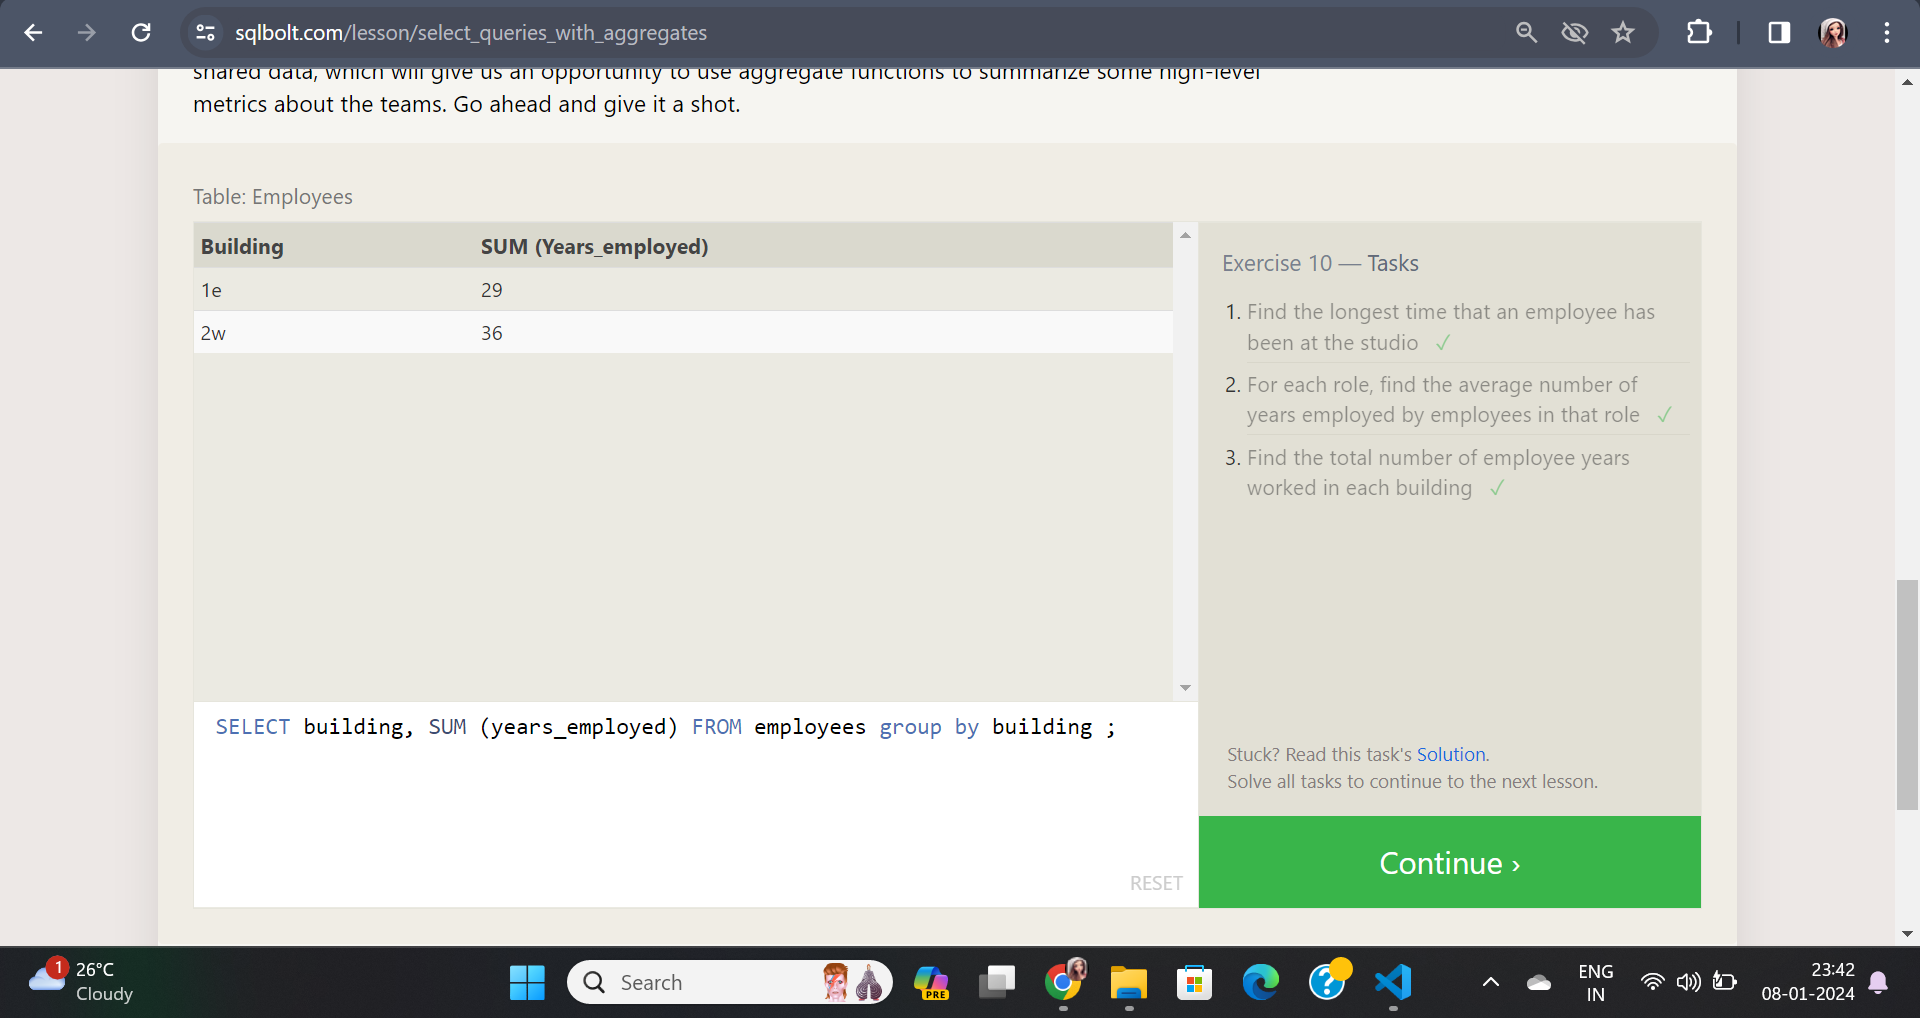 sqlbolt.com/lesson/select_queries_with_aggregates
shared data, which will give us an opportunity to use aggregate functions to summarize some high-level
metrics about the teams. Go ahead and give it a shot.
Table: Employees
Building SUM (Years_employed)
1e 29
2w 36
SELECT building, SUM (years_employed) FROM employees group by building ;
RESET
Exercise 10 — Tasks
1. Find the longest time that an employee has
been at the studio ✓
2. For each role, find the average number of
years employed by employees in that role ✓
3. Find the total number of employee years
worked in each building ✓
Stuck? Read this task's Solution.
Solve all tasks to continue to the next lesson.
Continue ›
1
26°C
Cloudy
Search
PRE
ENG
IN
23:42
08-01-2024